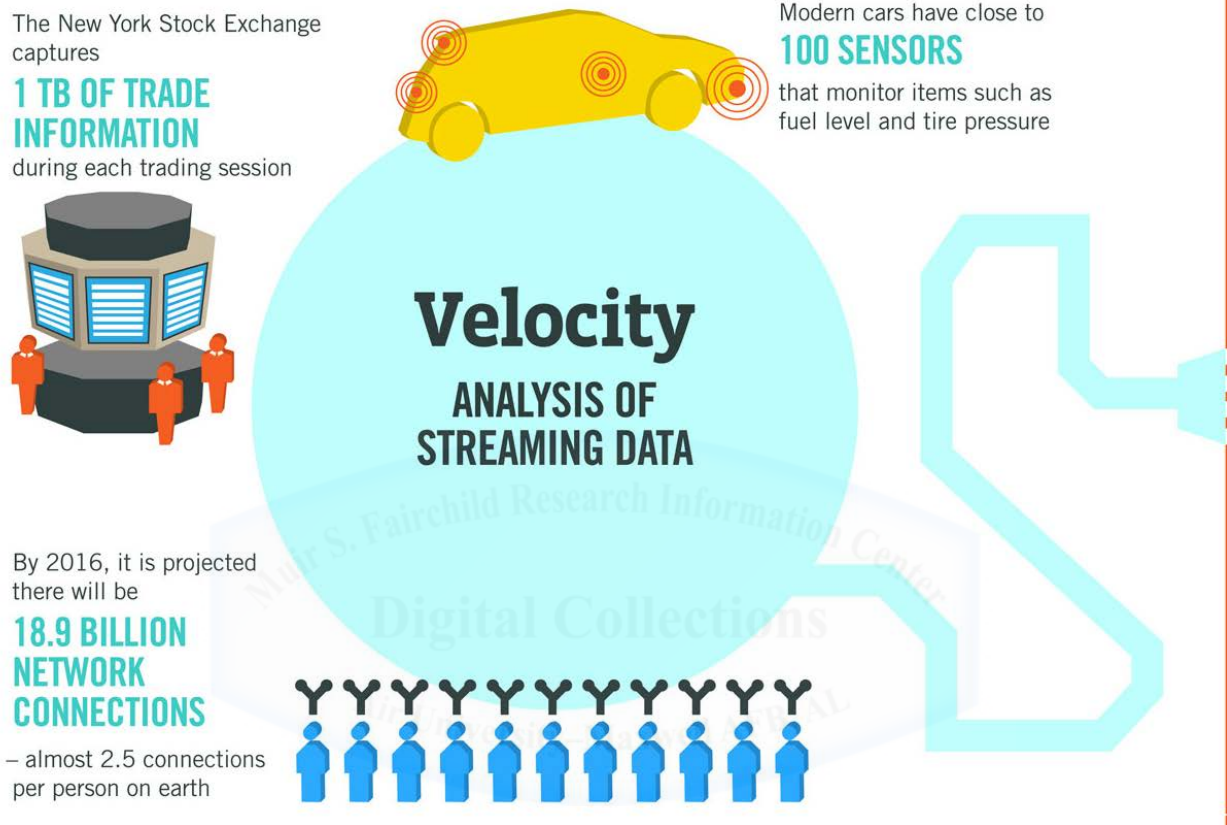 The New York Stock Exchange
captures
1 TB OF TRADE
INFORMATION
during each trading session
Modern cars have close to
100 SENSORS
that monitor items such as
fuel level and tire pressure
Velocity
ANALYSIS OF
STREAMING DATA
By 2016, it is projected
there will be
18.9 BILLION
NETWORK
CONNECTIONS
– almost 2.5 connections
per person on earth
Muir S. Fairchild Research Information Center
Digital Collections